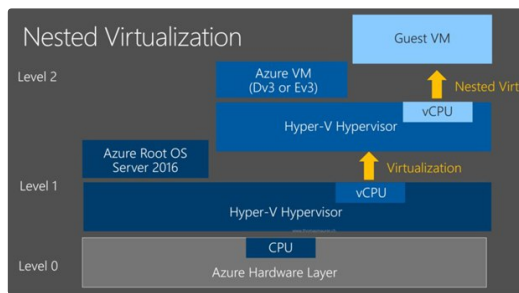 Nested Virtualization
Guest VM
Level 2
Azure VM
(Dv3 or Ev3)
Nested Virt
vCPU
Hyper-V Hypervisor
Azure Root OS
Server 2016
Virtualization
Level 1
vCPU
Hyper-V Hypervisor
CPU
Level 0
Azure Hardware Layer